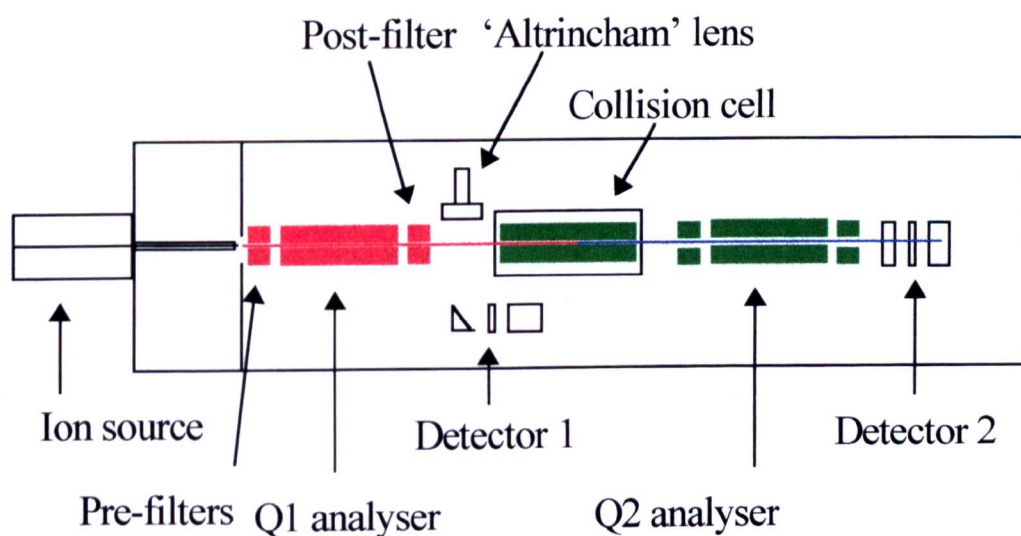 Post-filter 'Altrincham' lens
Collision cell
Ion source
Detector 1
Detector 2
Pre-filters
Q1 analyser
Q2 analyser